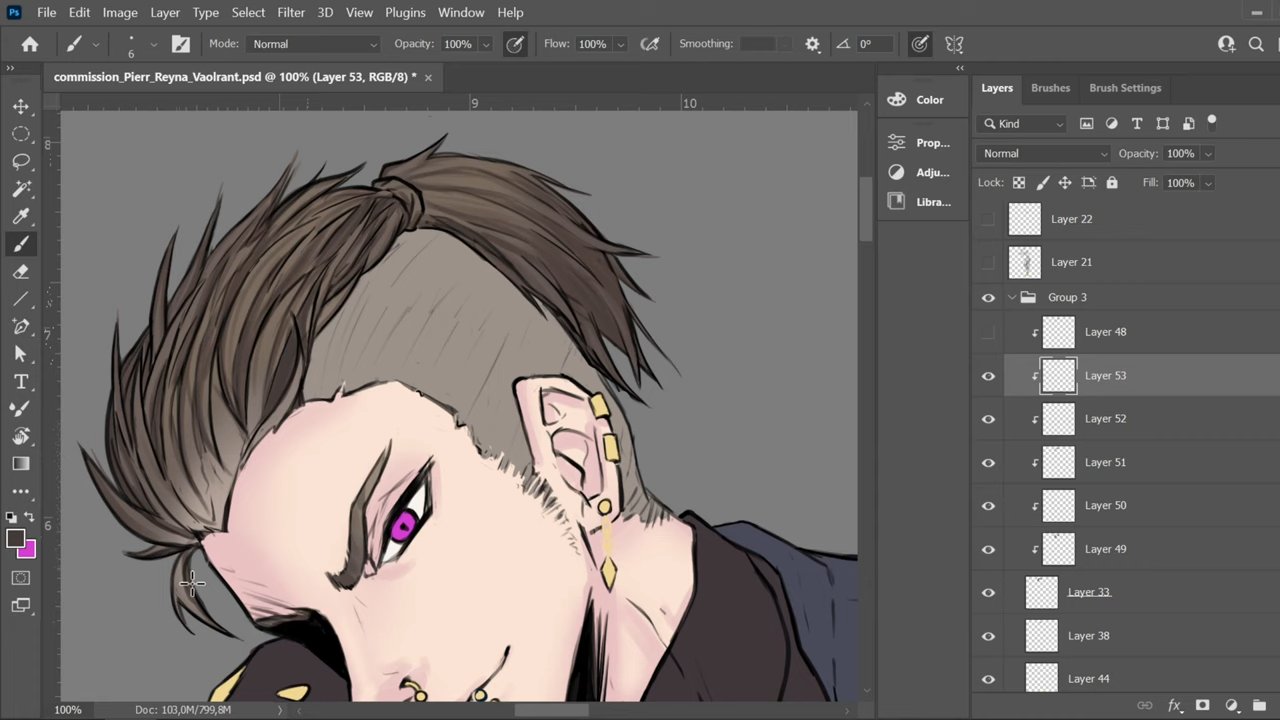 Ps File Edit Image Layer Type Select Filter 3D View Plugins Window Help
6 Mode: Normal Opacity: 100% Flow: 100% Smoothing: 0°
commission_Pierr_Reyna_Vaolrant.psd @ 100% (Layer 53, RGB/8) * ×
9 10
8
7
6
Color
Prop...
Adju...
Libra...
Layers Brushes Brush Settings
Kind
Normal Opacity: 100%
Lock: Fill: 100%
Layer 22
Layer 21
Group 3
Layer 48
Layer 53
Layer 52
Layer 51
Layer 50
Layer 49
Layer 33
Layer 38
Layer 44
100% Doc: 103,0M/799,8M
fx